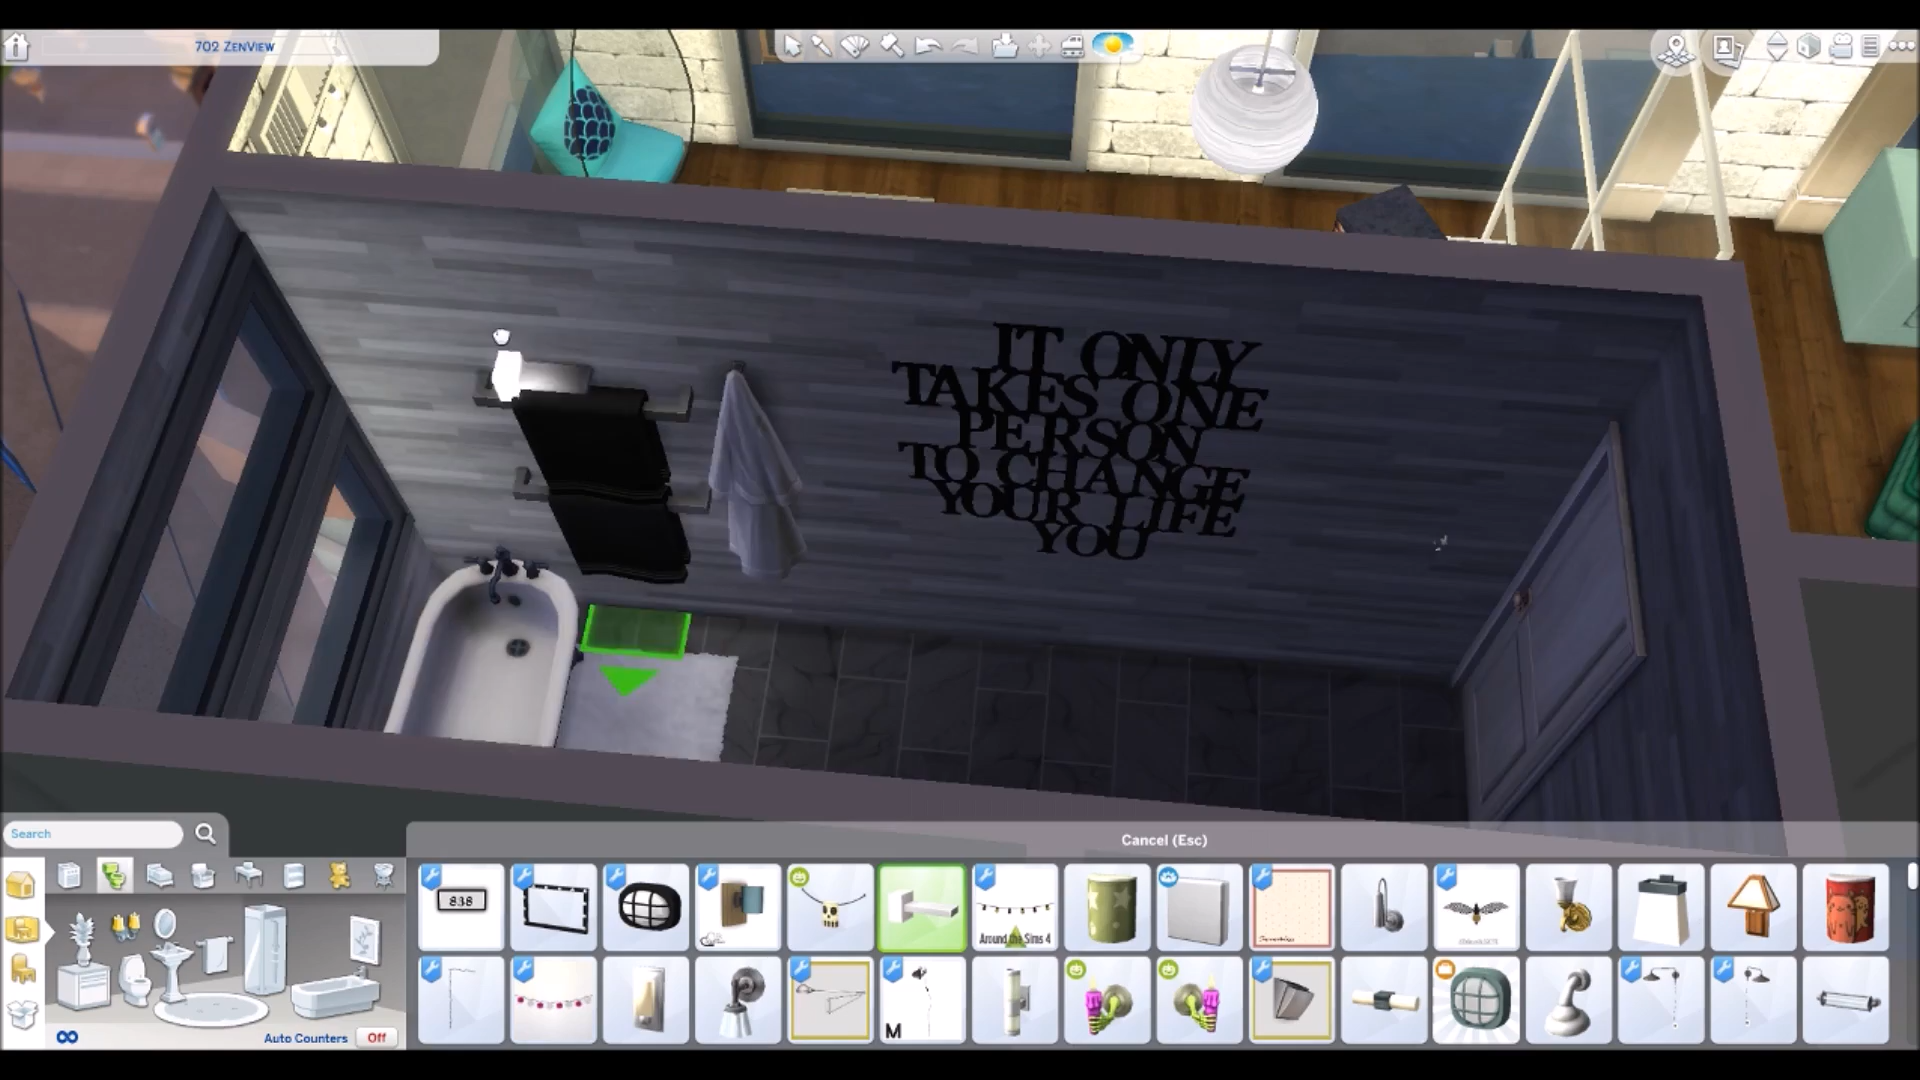 702 ZenView
IT ONLY
TAKES ONE
PERSON
TO CHANGE
YOUR LIFE
YOU
Search
Cancel (Esc)
838
Around the Sims 4
M
Auto Counters Off